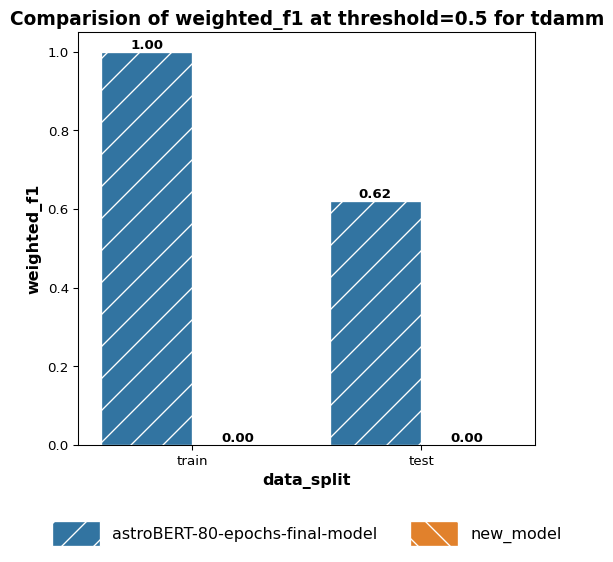 Comparision of weighted_f1 at threshold=0.5 for tdamm
1.0
0.8
0.6
0.4
0.2
0.0
weighted_f1
1.00
0.00
0.62
0.00
train
test
data_split
astroBERT-80-epochs-final-model
new_model